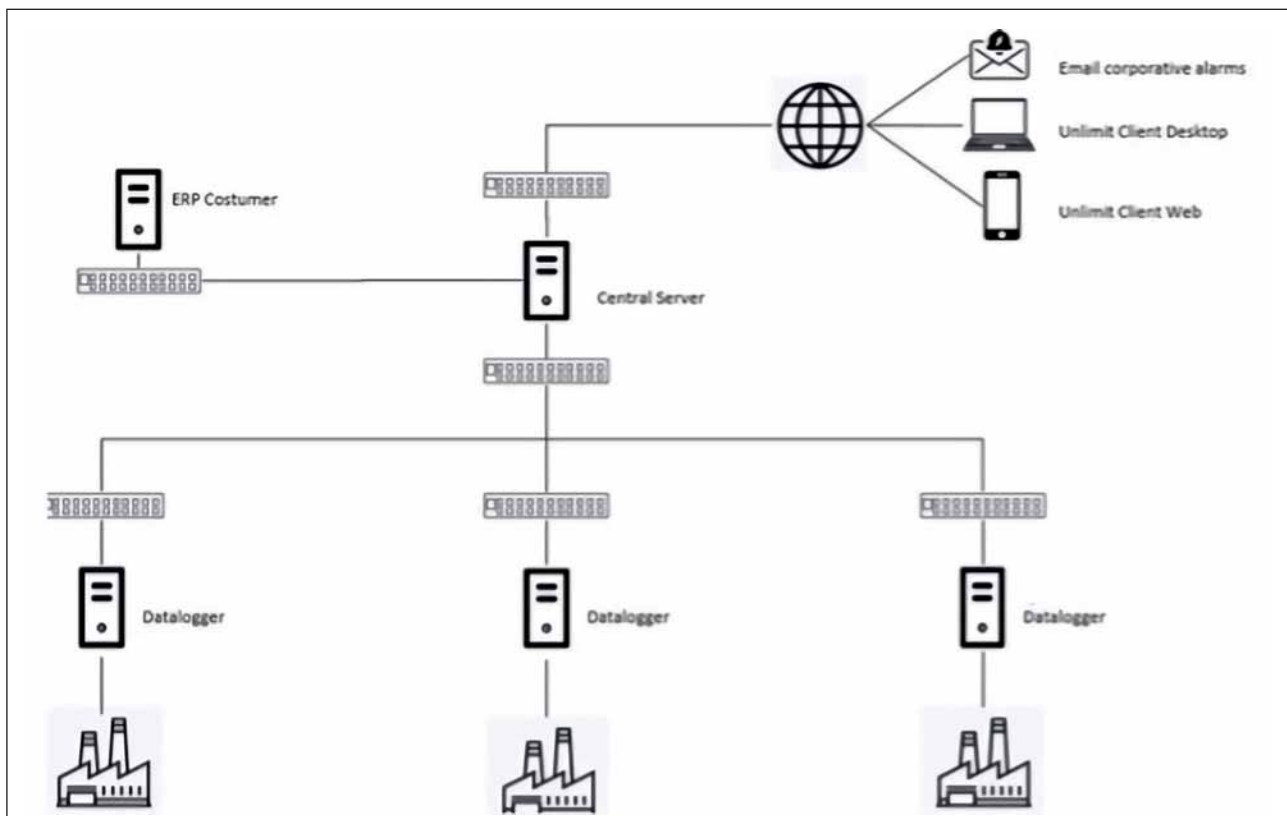 Email corporative alarms
Unlimit Client Desktop
Unlimit Client Web
ERP Costumer
Central Server
Datalogger
Datalogger
Datalogger